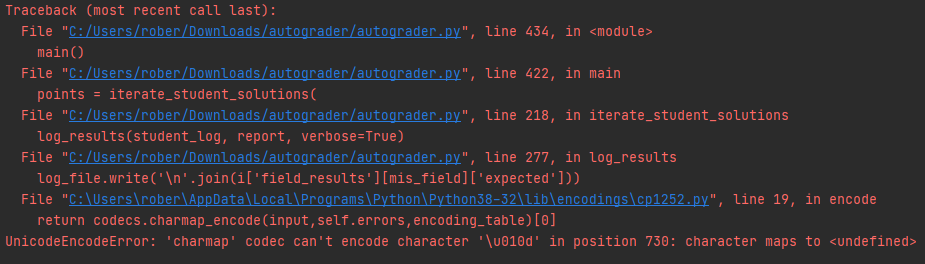 Traceback (most recent call last):
  File "C:/Users/rober/Downloads/autograder/autograder.py", line 434, in <module>
    main()
  File "C:/Users/rober/Downloads/autograder/autograder.py", line 422, in main
    points = iterate_student_solutions(
  File "C:/Users/rober/Downloads/autograder/autograder.py", line 218, in iterate_student_solutions
    log_results(student_log, report, verbose=True)
  File "C:/Users/rober/Downloads/autograder/autograder.py", line 277, in log_results
    log_file.write('\n'.join(i['field_results'][mis_field]['expected']))
  File "C:\Users\rober\AppData\Local\Programs\Python\Python38-32\lib\encodings\cp1252.py", line 19, in encode
    return codecs.charmap_encode(input,self.errors,encoding_table)[0]
UnicodeEncodeError: 'charmap' codec can't encode character '\u010d' in position 730: character maps to <undefined>